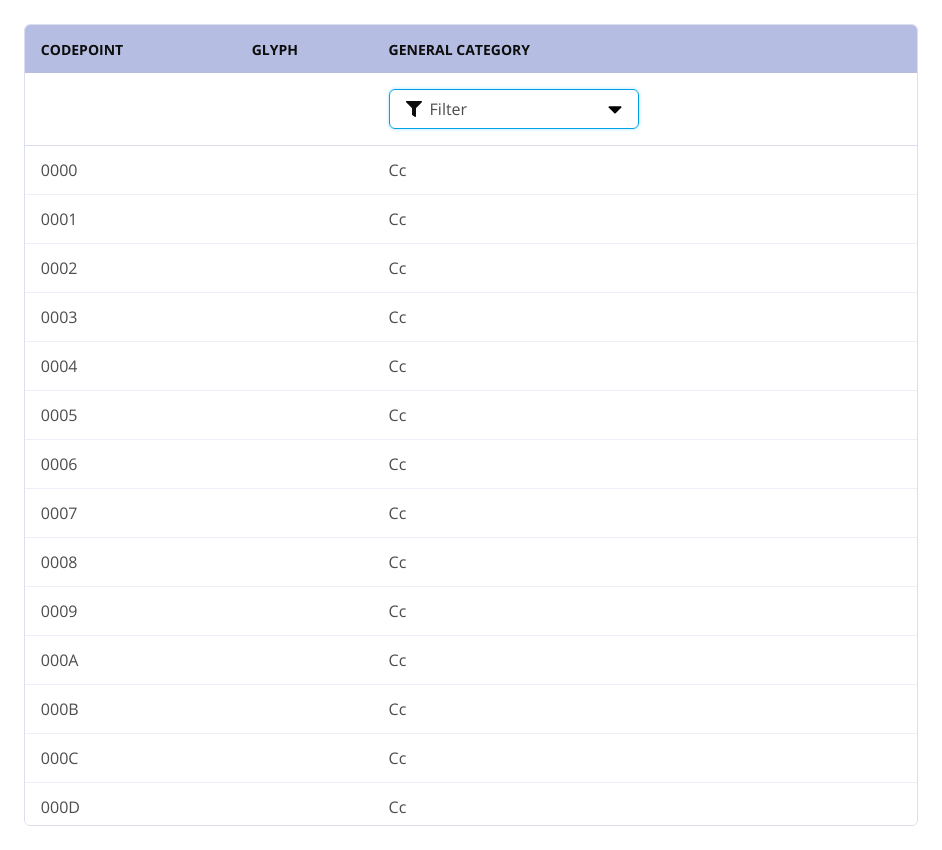 CODEPOINT GLYPH GENERAL CATEGORY
Filter
0000 Cc
0001 Cc
0002 Cc
0003 Cc
0004 Cc
0005 Cc
0006 Cc
0007 Cc
0008 Cc
0009 Cc
000A Cc
000B Cc
000C Cc
000D Cc